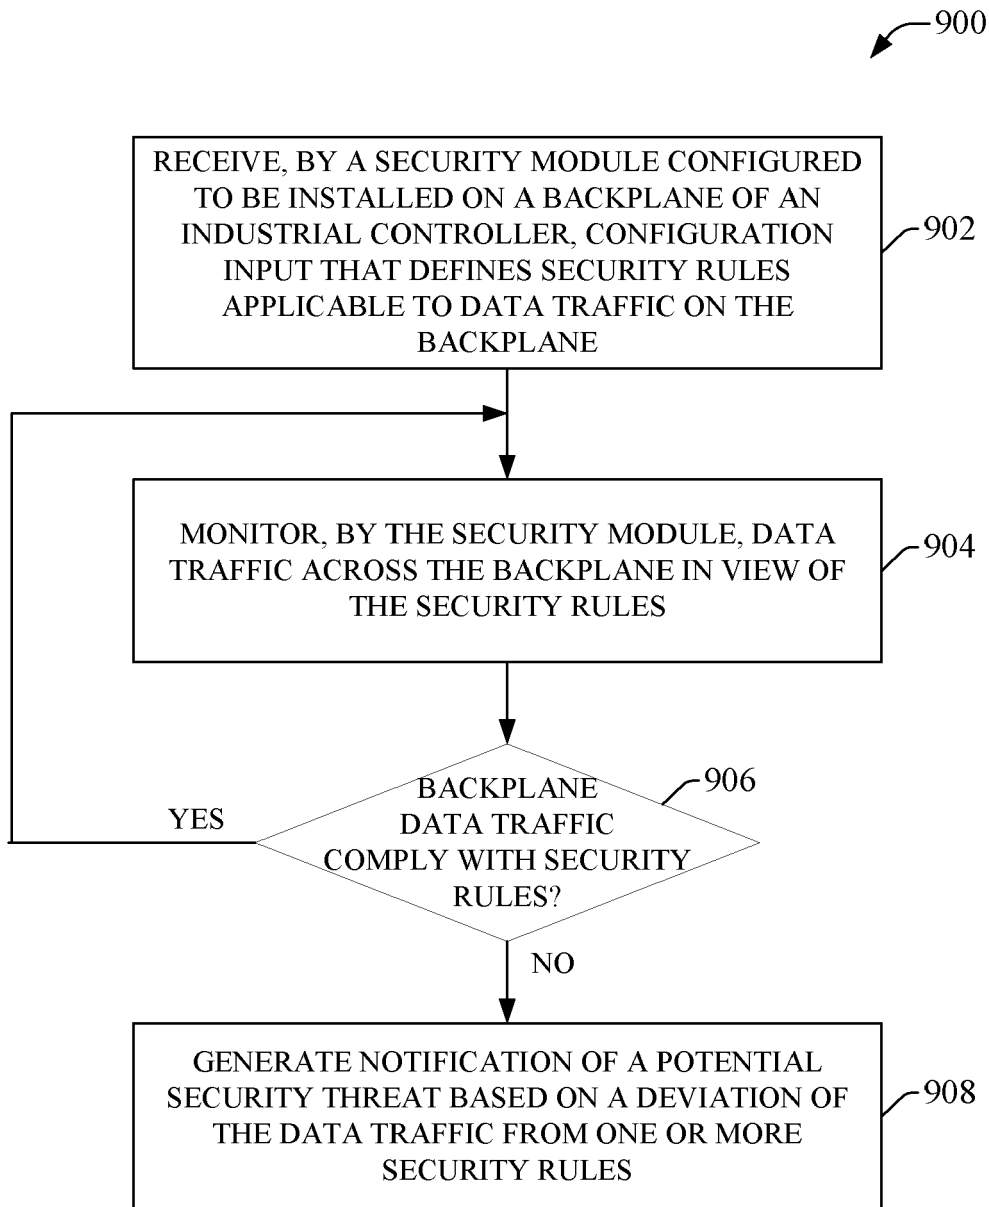 900
RECEIVE, BY A SECURITY MODULE CONFIGURED
TO BE INSTALLED ON A BACKPLANE OF AN
INDUSTRIAL CONTROLLER, CONFIGURATION
INPUT THAT DEFINES SECURITY RULES
APPLICABLE TO DATA TRAFFIC ON THE
BACKPLANE
902
MONITOR, BY THE SECURITY MODULE, DATA
TRAFFIC ACROSS THE BACKPLANE IN VIEW OF
THE SECURITY RULES
904
BACKPLANE
DATA TRAFFIC
COMPLY WITH SECURITY
RULES?
906
YES
NO
GENERATE NOTIFICATION OF A POTENTIAL
SECURITY THREAT BASED ON A DEVIATION OF
THE DATA TRAFFIC FROM ONE OR MORE
SECURITY RULES
908